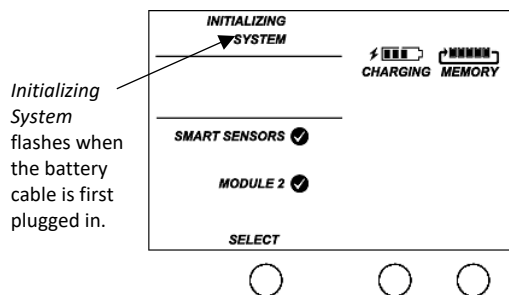 INITIALIZING
SYSTEM
CHARGING MEMORY
Initializing
System
flashes when
the battery
cable is first
plugged in.
SMART SENSORS
MODULE 2
SELECT